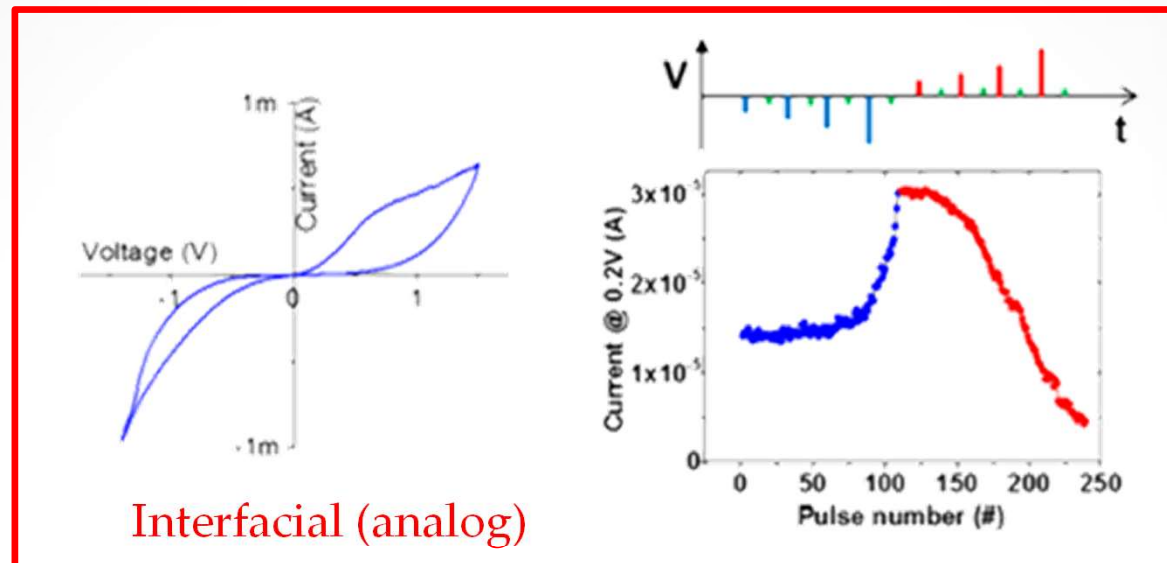 1m
Current (A)
Voltage (V)
-1
0
1
-1m
Interfacial (analog)
V
t
3x10⁻⁵
2x10⁻⁵
1x10⁻⁵
0
Current @ 0.2V (A)
0 50 100 150 200 250
Pulse number (#)